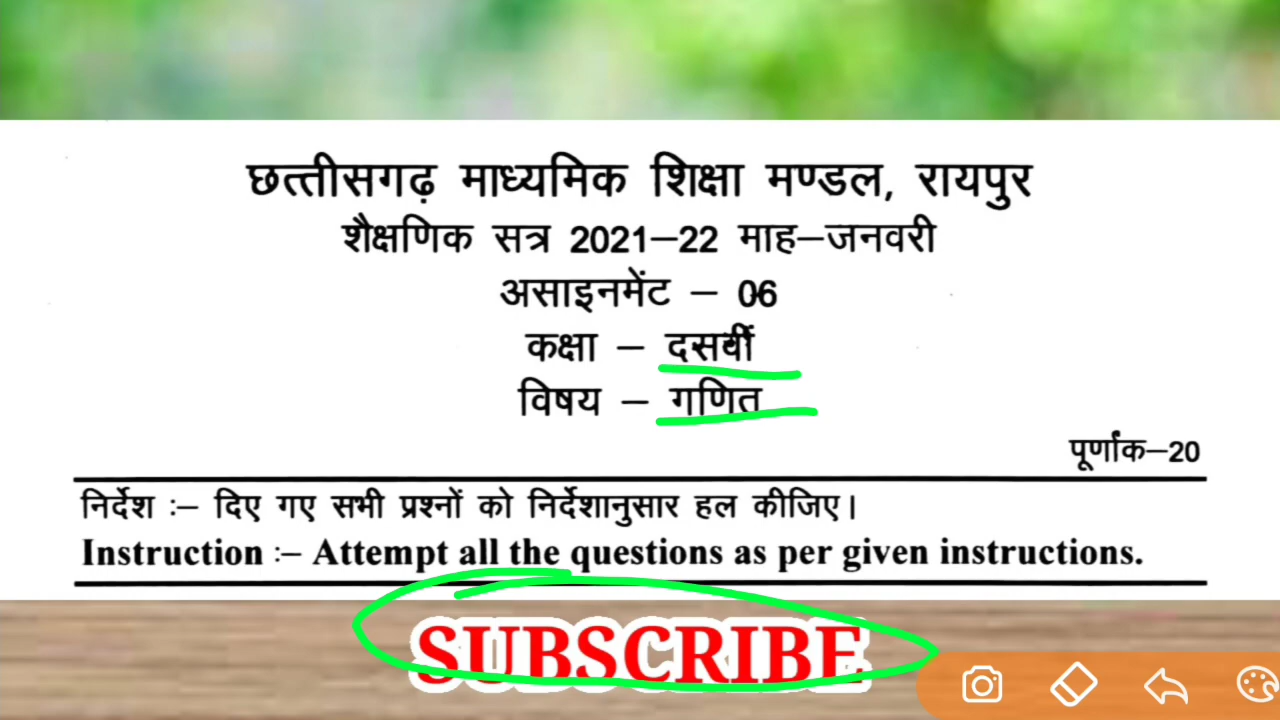 छत्तीसगढ़ माध्यमिक शिक्षा मण्डल, रायपुर
शैक्षणिक सत्र 2021–22 माह–जनवरी
असाइनमेंट – 06
कक्षा – दसवीं
विषय – गणित
पूर्णांक–20
निर्देश :– दिए गए सभी प्रश्नों को निर्देशानुसार हल कीजिए।
Instruction :– Attempt all the questions as per given instructions.
SUBSCRIBE